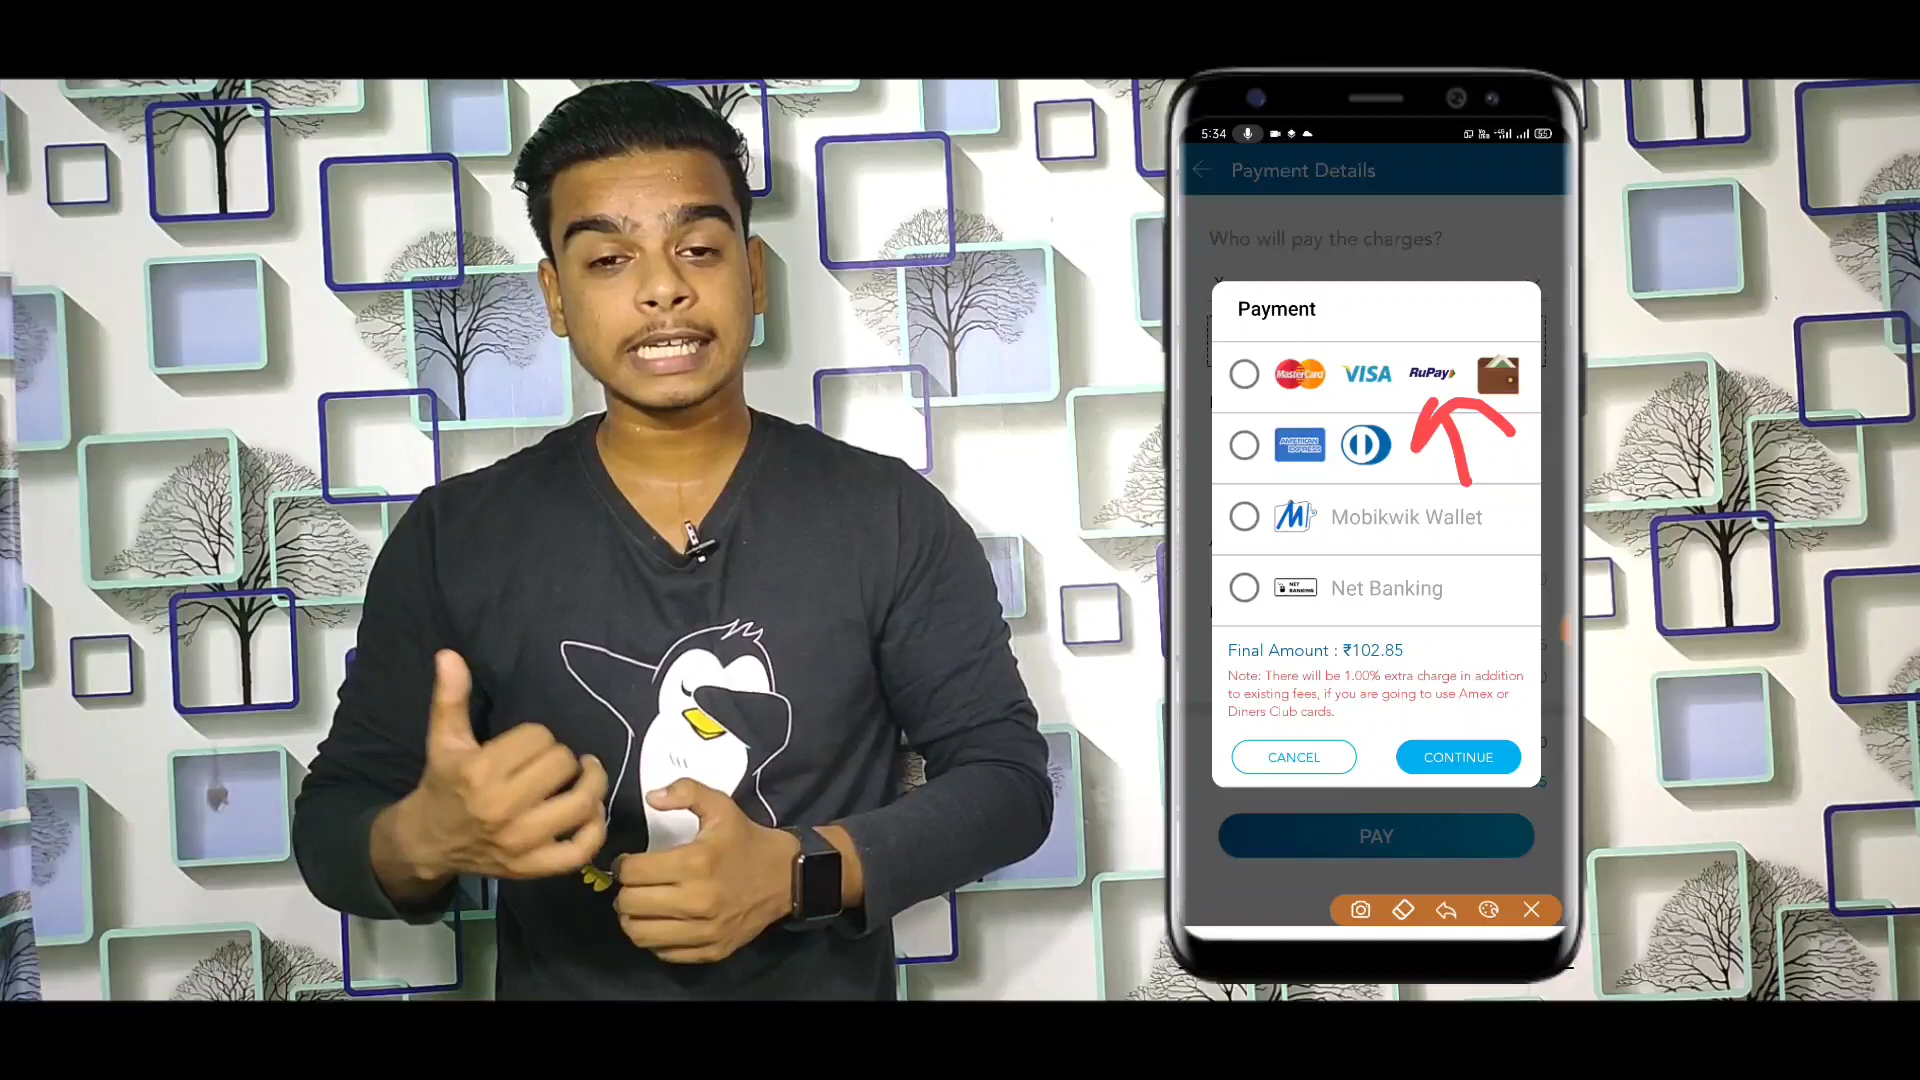 5:34
Payment Details
Who will pay the charges?
Payment
MasterCard VISA RuPay
AMERICAN EXPRESS
Mobikwik Wallet
NET BANKING Net Banking
Final Amount : ₹102.85
Note: There will be 1.00% extra charge in addition
to existing fees, if you are going to use Amex or
Diners Club cards.
CANCEL CONTINUE
PAY